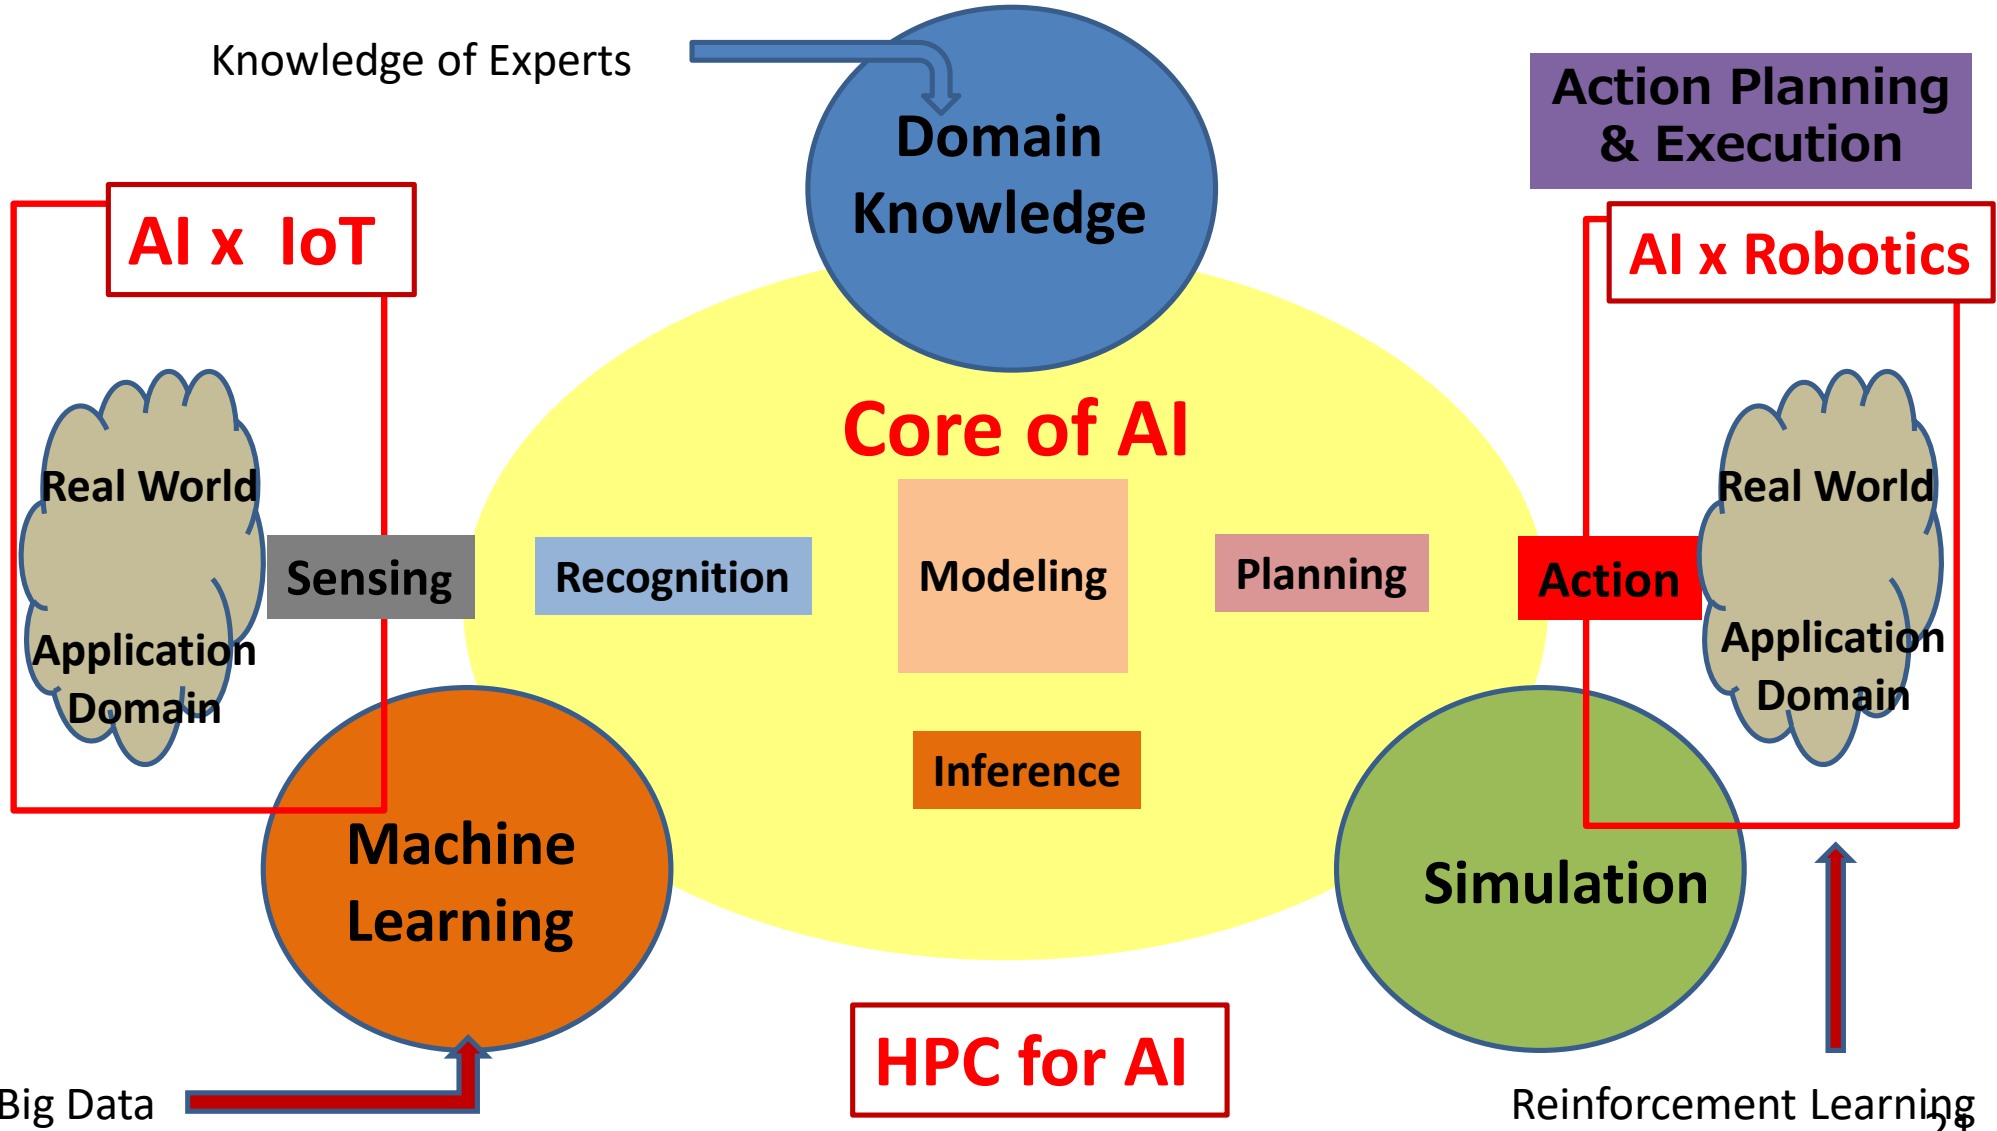 Knowledge of Experts
Action Planning
& Execution
Domain
Knowledge
AI x IoT
AI x Robotics
Core of AI
Real World
Real World
Sensing
Recognition
Modeling
Planning
Action
Application
Domain
Application
Domain
Inference
Machine
Learning
Simulation
HPC for AI
Big Data
Reinforcement Learning